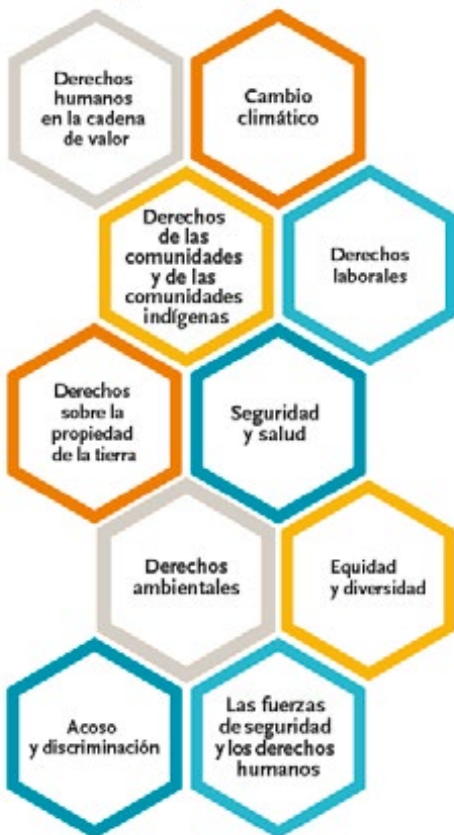 Derechos
humanos
en la cadena
de valor
Cambio
climático
Derechos
de las
comunidades
y de las
comunidades
indígenas
Derechos
laborales
Derechos
sobre la
propiedad
de la tierra
Seguridad
y salud
Derechos
ambientales
Equidad
y diversidad
Acoso
y discriminación
Las fuerzas
de seguridad
y los derechos
humanos